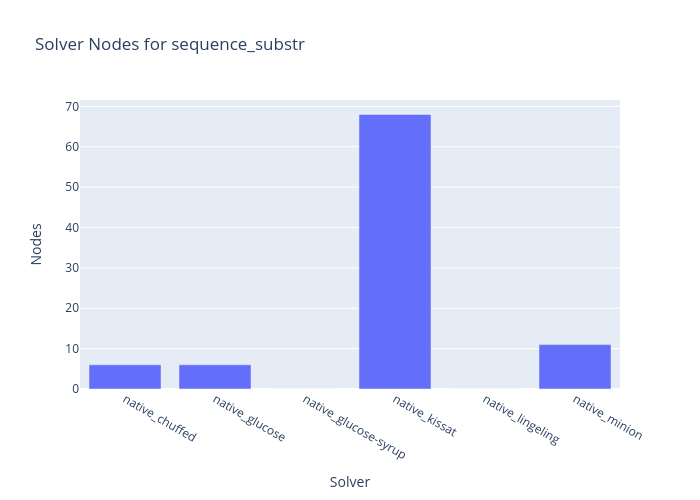 Solver Nodes for sequence_substr
Nodes
70
60
50
40
30
20
10
0
native_chuffed
native_glucose
native_glucose-syrup
native_kissat
native_lingeling
native_minion
Solver